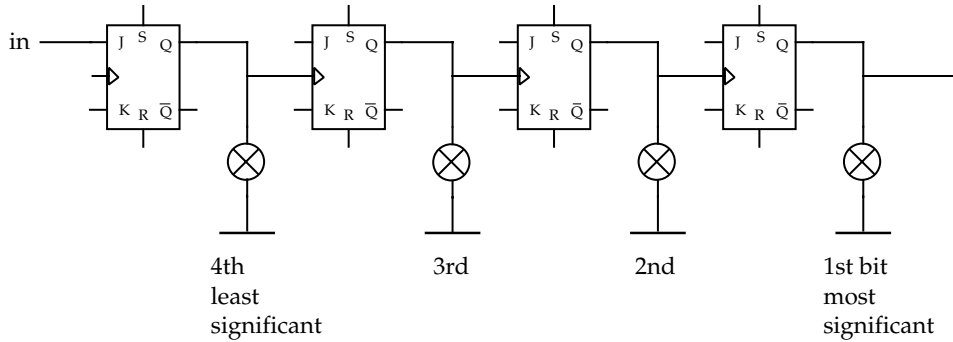 in
J S Q
K R Q̅
J S Q
K R Q̅
J S Q
K R Q̅
J S Q
K R Q̅
4th
least
significant
3rd
2nd
1st bit
most
significant